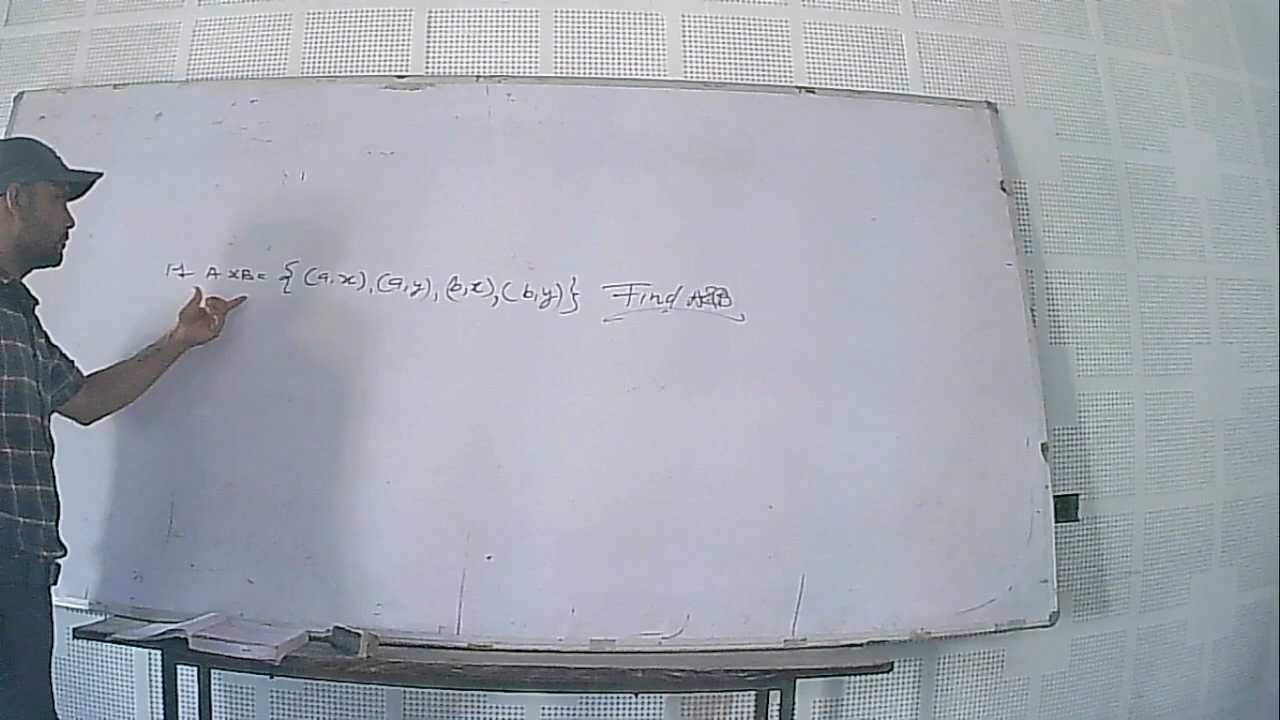 If A×B = {(a,x),(a,y),(b,x),(b,y)} Find A&B